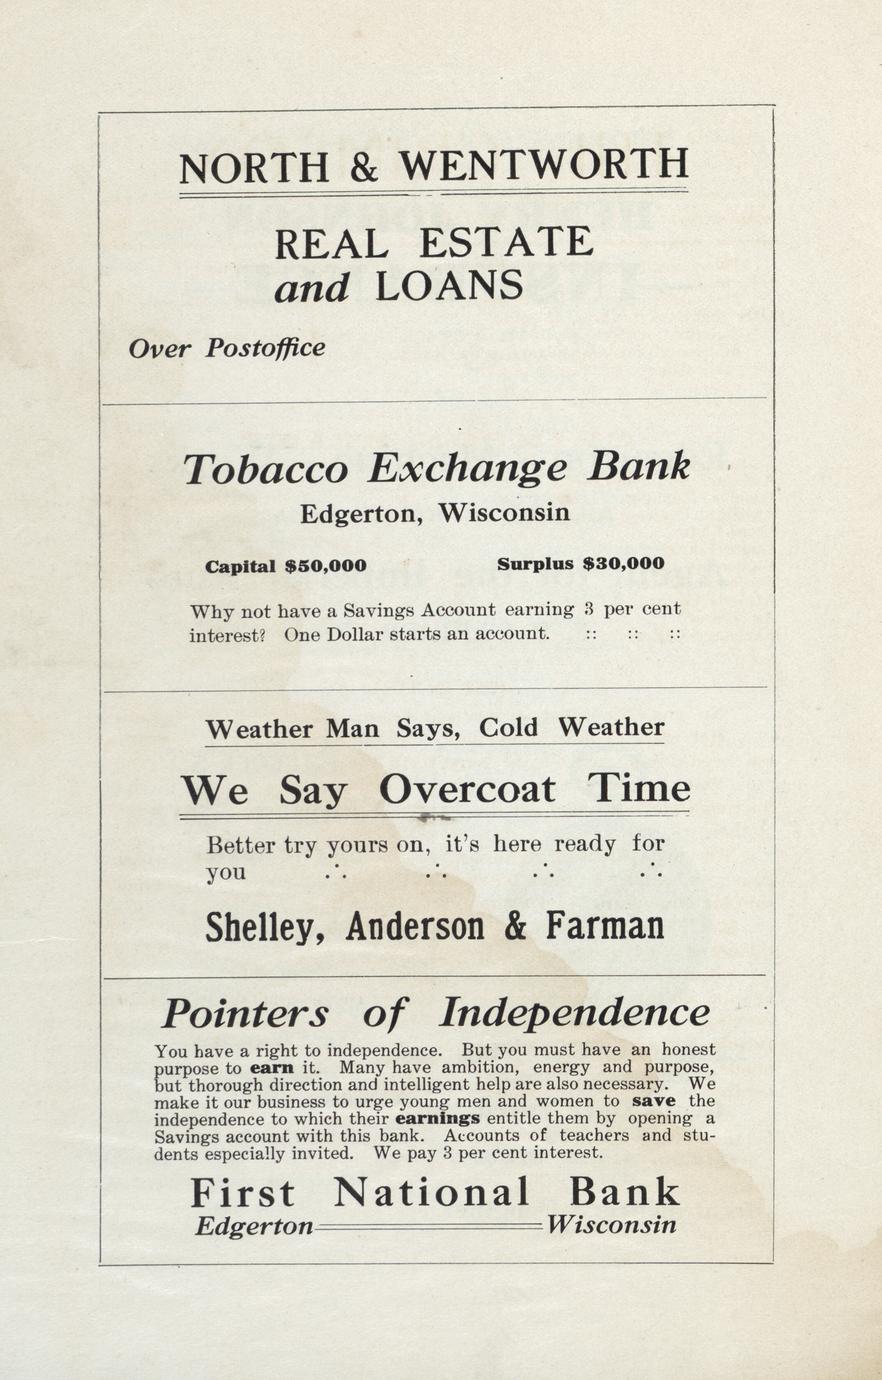 NORTH & WENTWORTH
REAL ESTATE
and LOANS
Over Postoffice
Tobacco Exchange Bank
Edgerton, Wisconsin
Capital $50,000 Surplus $30,000
Why not have a Savings Account earning 3 per cent
interest? One Dollar starts an account. :: :: ::
Weather Man Says, Cold Weather
We Say Overcoat Time
Better try yours on, it's here ready for
you ∴ ∴ ∴ ∴
Shelley, Anderson & Farman
Pointers of Independence
You have a right to independence. But you must have an honest
purpose to earn it. Many have ambition, energy and purpose,
but thorough direction and intelligent help are also necessary. We
make it our business to urge young men and women to save the
independence to which their earnings entitle them by opening a
Savings account with this bank. Accounts of teachers and stu-
dents especially invited. We pay 3 per cent interest.
First National Bank
Edgerton Wisconsin